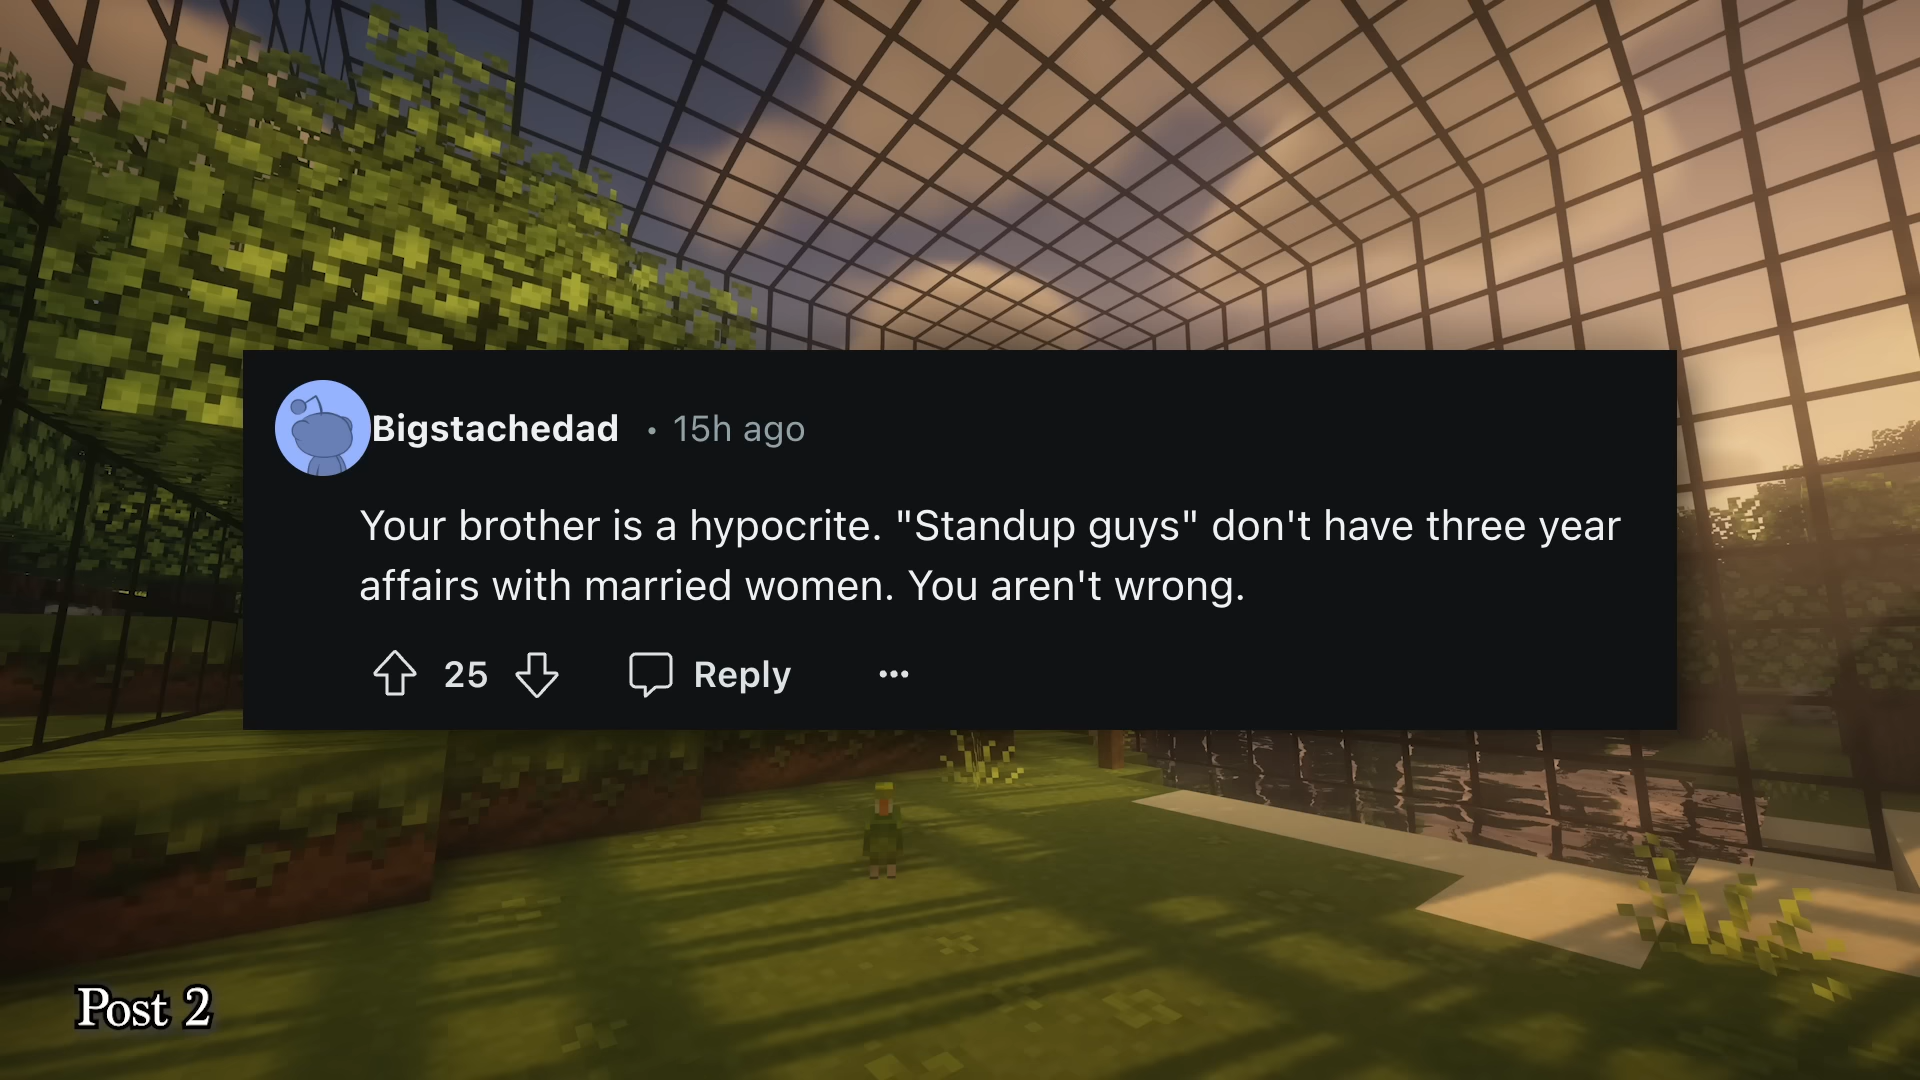 Bigstachedad • 15h ago
Your brother is a hypocrite. "Standup guys" don't have three year
affairs with married women. You aren't wrong.
25 Reply ...
Post 2